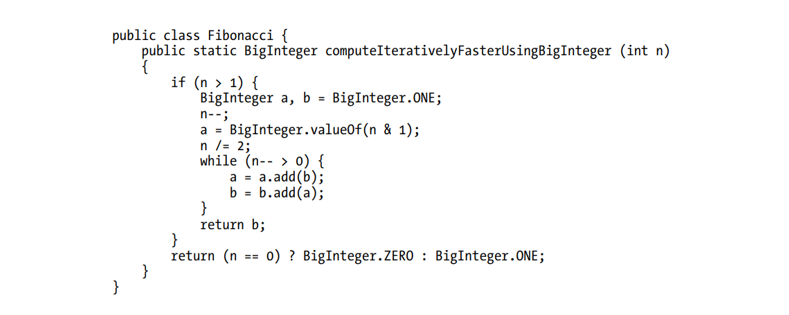 public class Fibonacci {
    public static BigInteger computeIterativelyFasterUsingBigInteger (int n)
    {
        if (n > 1) {
            BigInteger a, b = BigInteger.ONE;
            n--;
            a = BigInteger.valueOf(n & 1);
            n /= 2;
            while (n-- > 0) {
                a = a.add(b);
                b = b.add(a);
            }
            return b;
        }
        return (n == 0) ? BigInteger.ZERO : BigInteger.ONE;
    }
}